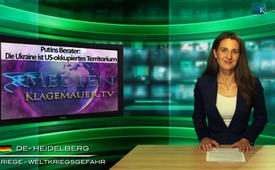 Putins Berater:
Die Ukraine ist US-okkupiertes Territorium
MEDIEN
KLAGEMAUER.TV
DE-HEIDELBERG
RIEGE-WELTKRIEGSGEFAHR
K